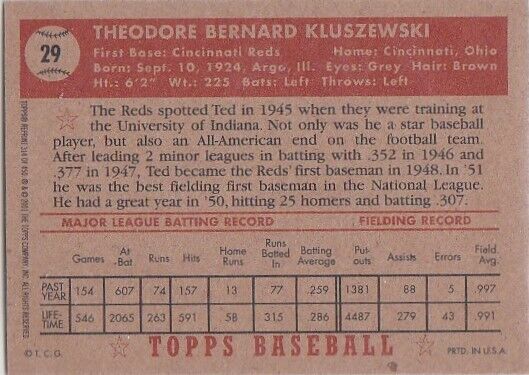 29
THEODORE BERNARD KLUSZEWSKI
First Base: Cincinnati Reds Home: Cincinnati, Ohio
Born: Sept. 10, 1924, Argo, Ill. Eyes: Grey Hair: Brown
Ht.: 6'2" Wt.: 225 Bats: Left Throws: Left
The Reds spotted Ted in 1945 when they were training at
the University of Indiana. Not only was he a star baseball
player, but also an All-American end on the football team.
After leading 2 minor leagues in batting with .352 in 1946 and
.377 in 1947, Ted became the Reds' first baseman in 1948. In '51
he was the best fielding first baseman in the National League.
He had a great year in '50, hitting 25 homers and batting .307.
MAJOR LEAGUE BATTING RECORD FIELDING RECORD
Games At Bat Runs Hits Home Runs Runs Batted In Batting Average Put-outs Assists Errors Field. Avg.
PAST YEAR 154 607 74 157 13 77 .259 1381 88 5 .997
LIFE-TIME 546 2065 263 591 58 315 .286 4487 279 43 .991
© T. C. G. TOPPS BASEBALL PRTD. IN U.S.A.